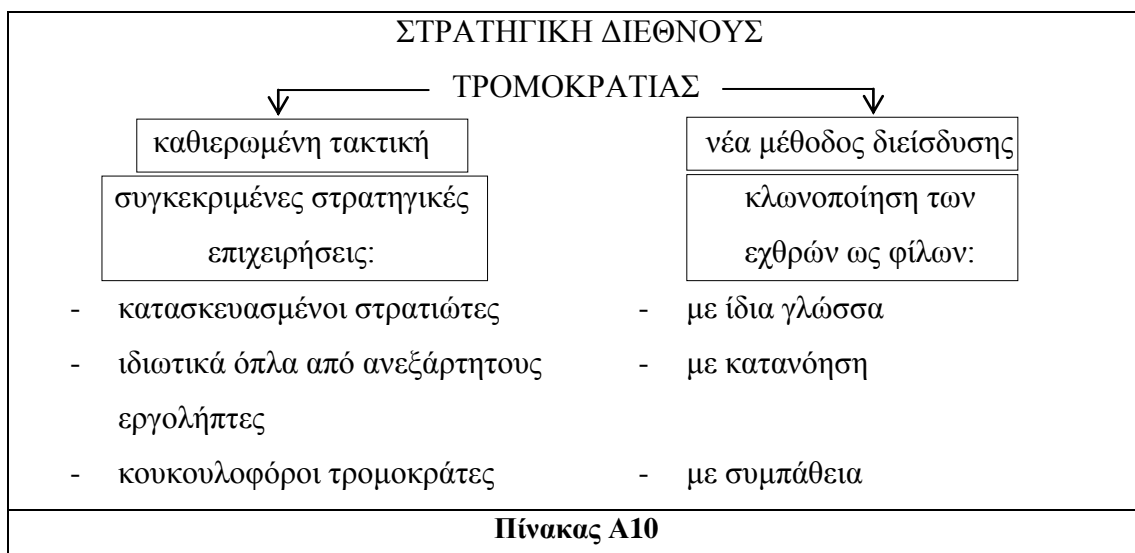 ΣΤΡΑΤΗΓΙΚΗ ΔΙΕΘΝΟΥΣ
ΤΡΟΜΟΚΡΑΤΙΑΣ
καθιερωμένη τακτική
συγκεκριμένες στρατηγικές
επιχειρήσεις:
- κατασκευασμένοι στρατιώτες
- ιδιωτικά όπλα από ανεξάρτητους
εργολήπτες
- κουκουλοφόροι τρομοκράτες
νέα μέθοδος διείσδυσης
κλωνοποίηση των
εχθρών ως φίλων:
- με ίδια γλώσσα
- με κατανόηση
- με συμπάθεια
Πίνακας Α10